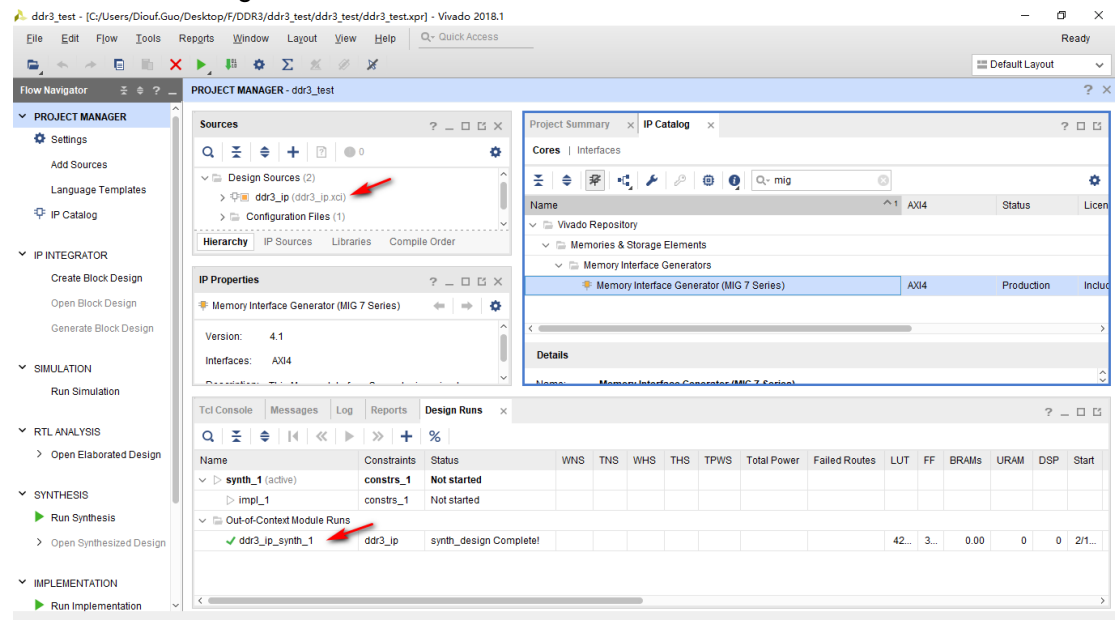 ddr3_test - [C:/Users/Diouf.Guo/Desktop/F/DDR3/ddr3_test/ddr3_test/ddr3_test.xpr] - Vivado 2018.1
File Edit Flow Tools Reports Window Layout View Help Q- Quick Access Ready
Default Layout
Flow Navigator
PROJECT MANAGER - ddr3_test
PROJECT MANAGER
Settings
Add Sources
Language Templates
IP Catalog
IP INTEGRATOR
Create Block Design
Open Block Design
Generate Block Design
SIMULATION
Run Simulation
RTL ANALYSIS
Open Elaborated Design
SYNTHESIS
Run Synthesis
Open Synthesized Design
IMPLEMENTATION
Run Implementation
Sources
0
Design Sources (2)
ddr3_ip (ddr3_ip.xci)
Configuration Files (1)
Hierarchy IP Sources Libraries Compile Order
IP Properties
Memory Interface Generator (MIG 7 Series)
Version: 4.1
Interfaces: AXI4
Project Summary IP Catalog
Cores | Interfaces
Q- mig
Name ^1 AXI4 Status Licen
Vivado Repository
Memories & Storage Elements
Memory Interface Generators
Memory Interface Generator (MIG 7 Series) AXI4 Production Includ
Details
Name: Memory Interface Generator (MIG 7 Series)
Tcl Console Messages Log Reports Design Runs
Name Constraints Status WNS TNS WHS THS TPWS Total Power Failed Routes LUT FF BRAMs URAM DSP Start
synth_1 (active) constrs_1 Not started
impl_1 constrs_1 Not started
Out-of-Context Module Runs
ddr3_ip_synth_1 ddr3_ip synth_design Complete! 42... 3... 0.00 0 0 2/1...